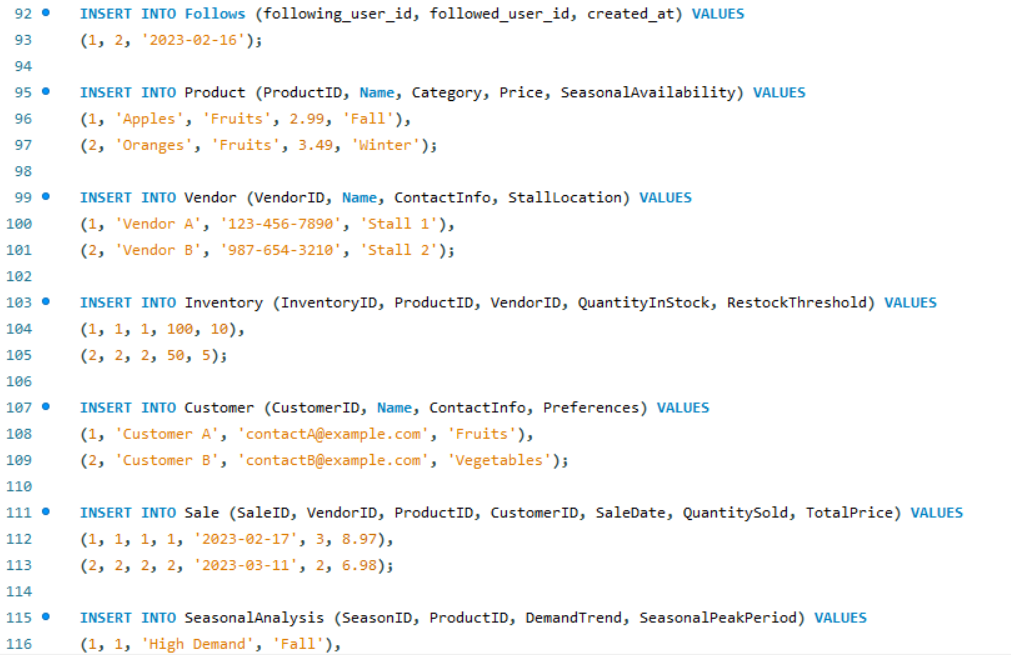 92 INSERT INTO Follows (following_user_id, followed_user_id, created_at) VALUES
93 (1, 2, '2023-02-16');
94
95 INSERT INTO Product (ProductID, Name, Category, Price, SeasonalAvailability) VALUES
96 (1, 'Apples', 'Fruits', 2.99, 'Fall'),
97 (2, 'Oranges', 'Fruits', 3.49, 'Winter');
98
99 INSERT INTO Vendor (VendorID, Name, ContactInfo, StallLocation) VALUES
100 (1, 'Vendor A', '123-456-7890', 'Stall 1'),
101 (2, 'Vendor B', '987-654-3210', 'Stall 2');
102
103 INSERT INTO Inventory (InventoryID, ProductID, VendorID, QuantityInStock, RestockThreshold) VALUES
104 (1, 1, 1, 100, 10),
105 (2, 2, 2, 50, 5);
106
107 INSERT INTO Customer (CustomerID, Name, ContactInfo, Preferences) VALUES
108 (1, 'Customer A', 'contactA@example.com', 'Fruits'),
109 (2, 'Customer B', 'contactB@example.com', 'Vegetables');
110
111 INSERT INTO Sale (SaleID, VendorID, ProductID, CustomerID, SaleDate, QuantitySold, TotalPrice) VALUES
112 (1, 1, 1, 1, '2023-02-17', 3, 8.97),
113 (2, 2, 2, 2, '2023-03-11', 2, 6.98);
114
115 INSERT INTO SeasonalAnalysis (SeasonID, ProductID, DemandTrend, SeasonalPeakPeriod) VALUES
116 (1, 1, 'High Demand', 'Fall'),